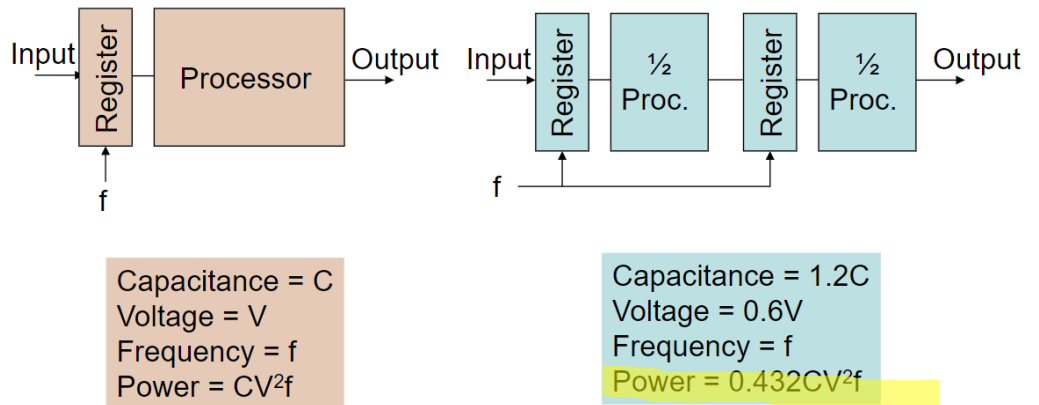 Input
Register
Processor
Output
f
Input
Register
½
Proc.
Register
½
Proc.
Output
f
Capacitance = C
Voltage = V
Frequency = f
Power = CV²f
Capacitance = 1.2C
Voltage = 0.6V
Frequency = f
Power = 0.432CV²f